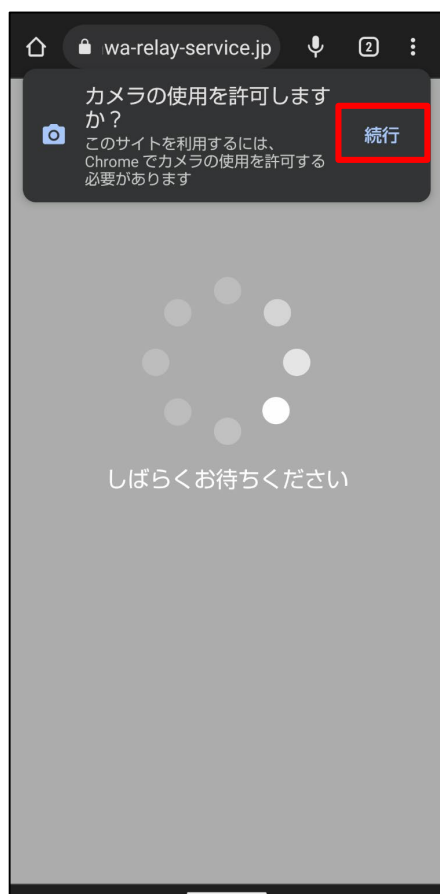 wa-relay-service.jp
2
カメラの使用を許可します
か？
このサイトを利用するには、
Chrome でカメラの使用を許可する
必要があります
続行
しばらくお待ちください